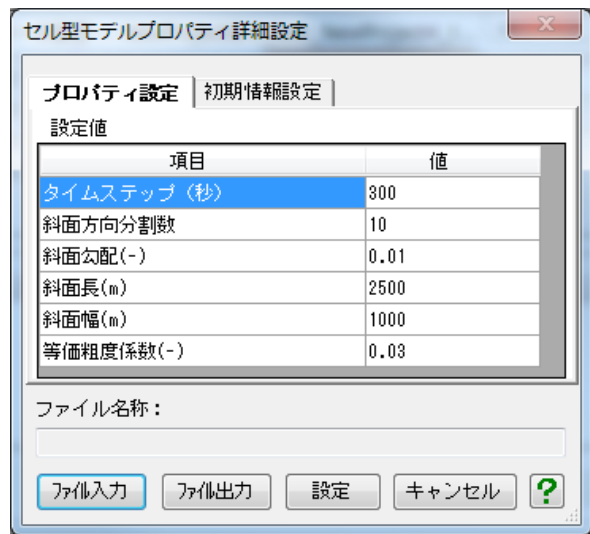 セル型モデルプロパティ詳細設定
プロパティ設定 初期情報設定
設定値
項目 値
タイムステップ（秒） 300
斜面方向分割数 10
斜面勾配(-) 0.01
斜面長(m) 2500
斜面幅(m) 1000
等価粗度係数(-) 0.03
ファイル名称：
ファイル入力 ファイル出力 設定 キャンセル ?